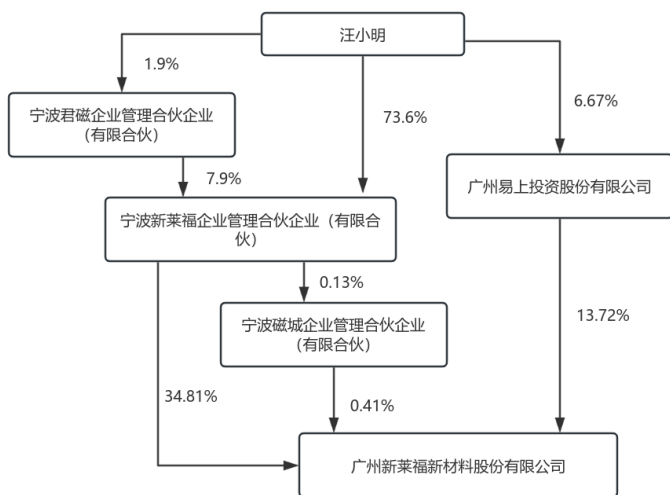 汪小明
1.9%
73.6%
6.67%
宁波君磁企业管理合伙企业
（有限合伙）
7.9%
广州易上投资股份有限公司
宁波新莱福企业管理合伙企业（有限合
伙）
0.13%
13.72%
宁波磁城企业管理合伙企业
（有限合伙）
34.81%
0.41%
广州新莱福新材料股份有限公司